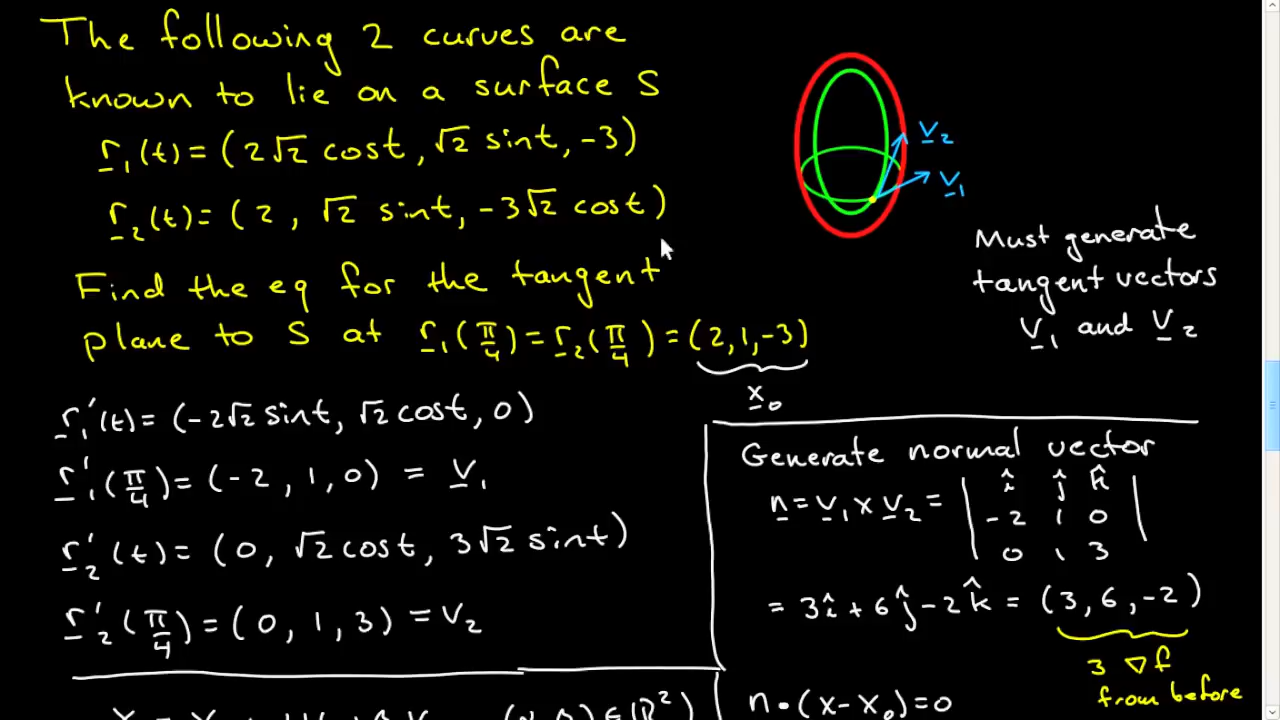 The following 2 curves are
known to lie on a surface S
r₁(t) = (2√2 cost, √2 sint, -3)
r₂(t) = (2, √2 sint, -3√2 cost)
Find the eq for the tangent
plane to S at r₁(π/4) = r₂(π/4) = (2, 1, -3)
x₀
v₂
v₁
Must generate
tangent vectors
v₁ and v₂
r₁'(t) = (-2√2 sint, √2 cost, 0)
r₁'(π/4) = (-2, 1, 0) = v₁
r₂'(t) = (0, √2 cost, 3√2 sint)
r₂'(π/4) = (0, 1, 3) = v₂
Generate normal vector
n = v₁ × v₂ = | î ĵ k̂
-2 1 0
0 1 3 |
= 3î + 6ĵ - 2k̂ = (3, 6, -2)
3 ∇f
from before
n • (x - x₀) = 0